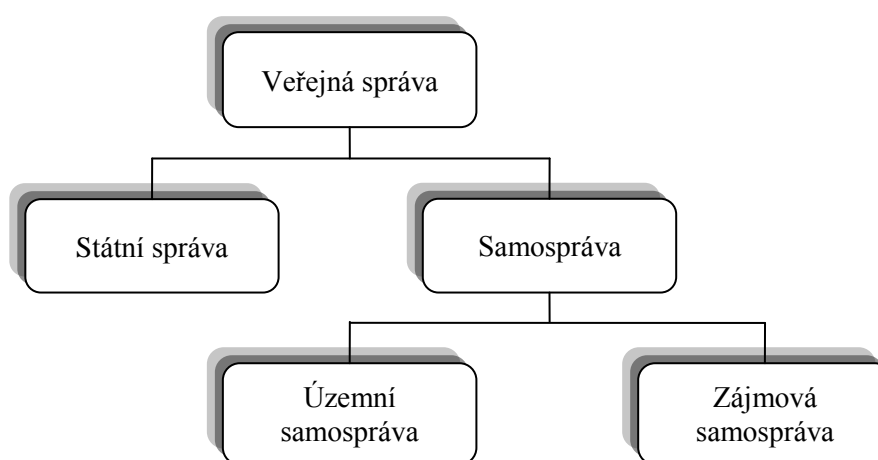 Veřejná správa
Státní správa
Samospráva
Územní
samospráva
Zájmová
samospráva